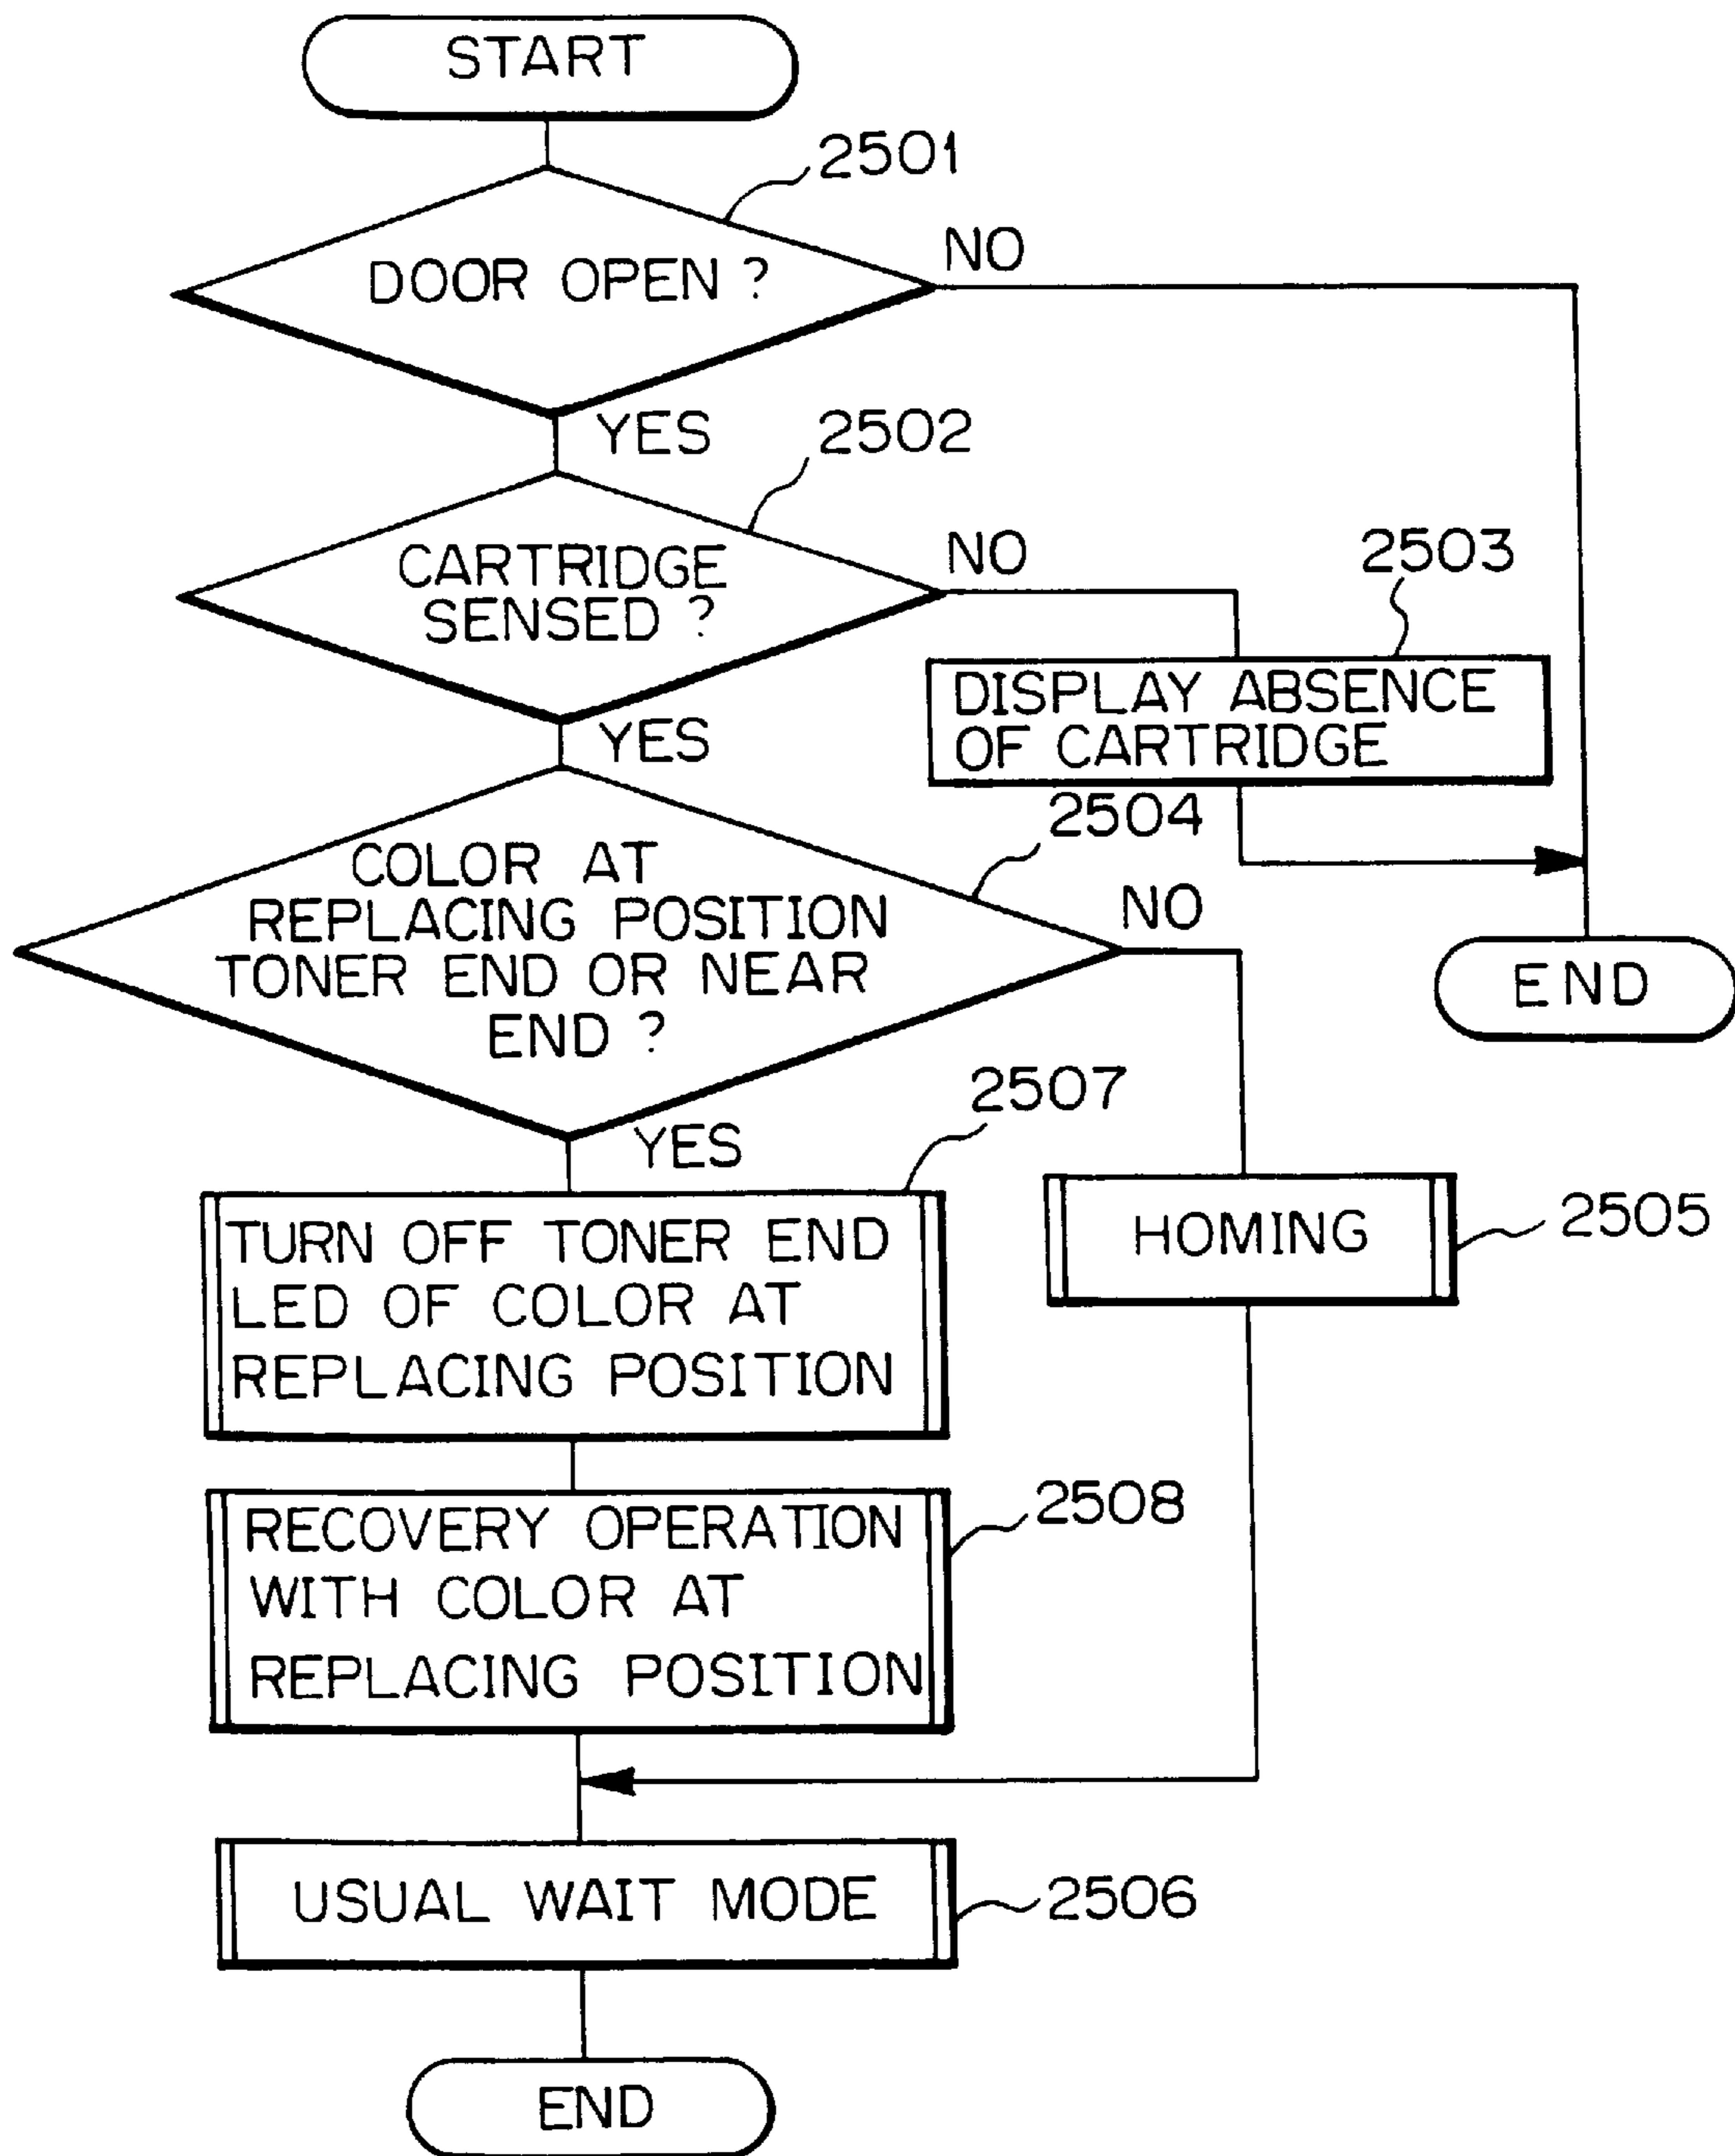 START
2501
DOOR OPEN ?
NO
YES
2502
CARTRIDGE
SENSED ?
NO
2503
DISPLAY ABSENCE
OF CARTRIDGE
YES
2504
COLOR AT
REPLACING POSITION
TONER END OR NEAR
END ?
NO
END
YES
2507
TURN OFF TONER END
LED OF COLOR AT
REPLACING POSITION
HOMING
2505
RECOVERY OPERATION
WITH COLOR AT
REPLACING POSITION
2508
USUAL WAIT MODE
2506
END